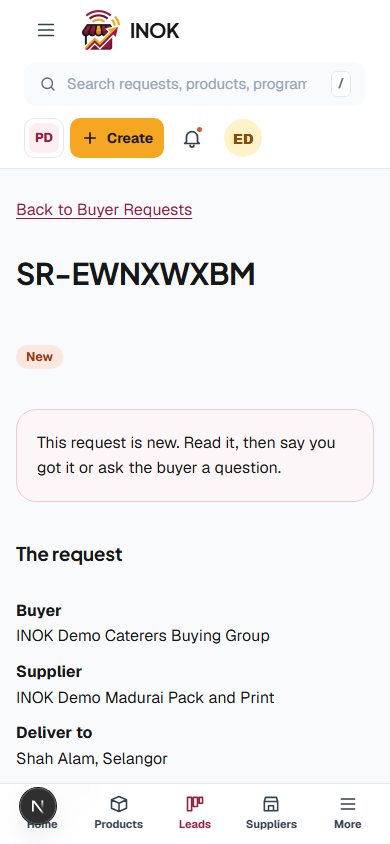 INOK
Search requests, products, program
/
PD
+ Create
ED
Back to Buyer Requests
SR-EWNXWXBM
New
This request is new. Read it, then say you
got it or ask the buyer a question.
The request
Buyer
INOK Demo Caterers Buying Group
Supplier
INOK Demo Madurai Pack and Print
Deliver to
Shah Alam, Selangor
N
Home
Products
Leads
Suppliers
More